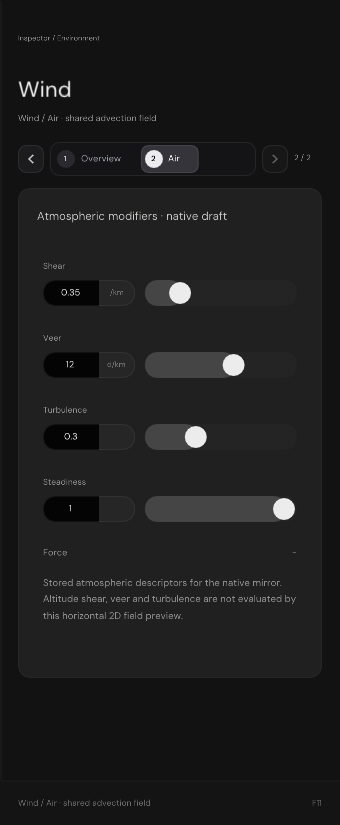 Inspector / Environment
Wind
Wind / Air · shared advection field
1 Overview 2 Air 2 / 2
Atmospheric modifiers · native draft
Shear
0.35 /km
Veer
12 d/km
Turbulence
0.3
Steadiness
1
Force -
Stored atmospheric descriptors for the native mirror.
Altitude shear, veer and turbulence are not evaluated by
this horizontal 2D field preview.
Wind / Air · shared advection field F11